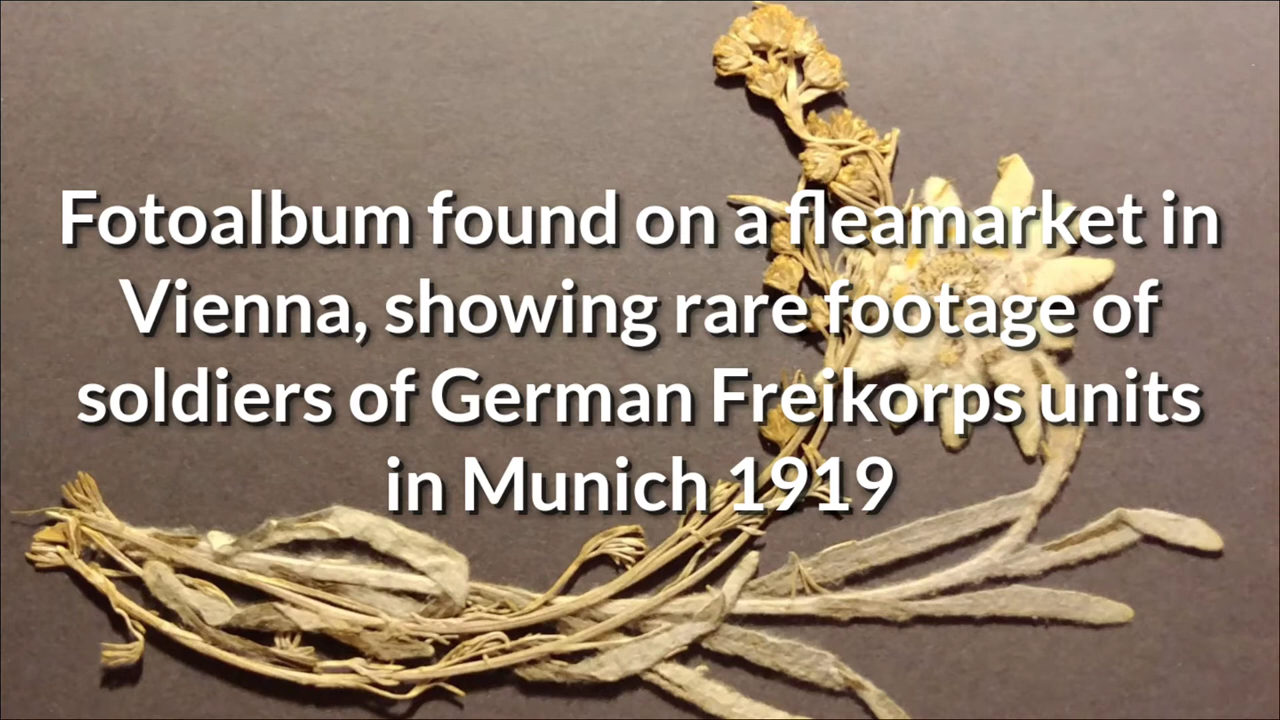 Fotoalbum found on a fleamarket in
Vienna, showing rare footage of
soldiers of German Freikorps units
in Munich 1919